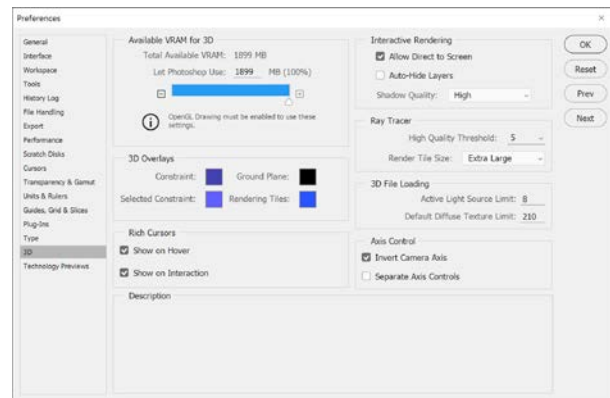 Preferences
General
Interface
Workspace
Tools
History Log
File Handling
Export
Performance
Scratch Disks
Cursors
Transparency & Gamut
Units & Rulers
Guides, Grid & Slices
Plug-Ins
Type
3D
Technology Previews
Available VRAM for 3D
Total Available VRAM: 1899 MB
Let Photoshop Use: 1899 MB (100%)
OpenGL Drawing must be enabled to use these
settings.
3D Overlays
Constraint: Ground Plane:
Selected Constraint: Rendering Tiles:
Rich Cursors
Show on Hover
Show on Interaction
Interactive Rendering
Allow Direct to Screen
Auto-Hide Layers
Shadow Quality: High
Ray Tracer
High Quality Threshold: 5
Render Tile Size: Extra Large
3D File Loading
Active Light Source Limit: 8
Default Diffuse Texture Limit: 210
Axis Control
Invert Camera Axis
Separate Axis Controls
Description
OK
Reset
Prev
Next